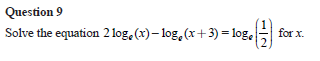 Question 9
Solve the equation 2 logₑ(x) – logₑ(x+3) = logₑ(1/2) for x.